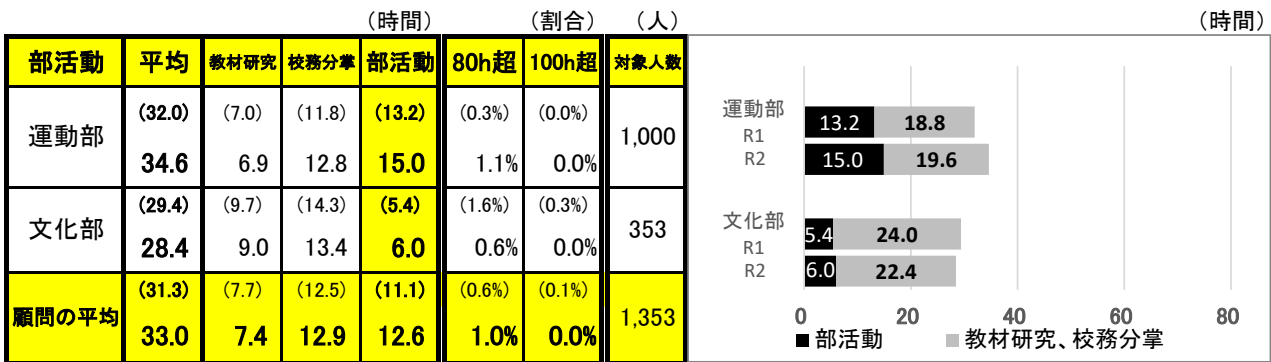 （時間） （割合） （人） （時間）
部活動 平均 教材研究 校務分掌 部活動 80h超 100h超 対象人数
運動部 (32.0) (7.0) (11.8) (13.2) (0.3%) (0.0%) 1,000
34.6 6.9 12.8 15.0 1.1% 0.0%
文化部 (29.4) (9.7) (14.3) (5.4) (1.6%) (0.3%) 353
28.4 9.0 13.4 6.0 0.6% 0.0%
顧問の平均 (31.3) (7.7) (12.5) (11.1) (0.6%) (0.1%) 1,353
33.0 7.4 12.9 12.6 1.0% 0.0%
運動部
R1 13.2 18.8
R2 15.0 19.6
文化部
R1 5.4 24.0
R2 6.0 22.4
0 20 40 60 80
■部活動 ■教材研究、校務分掌